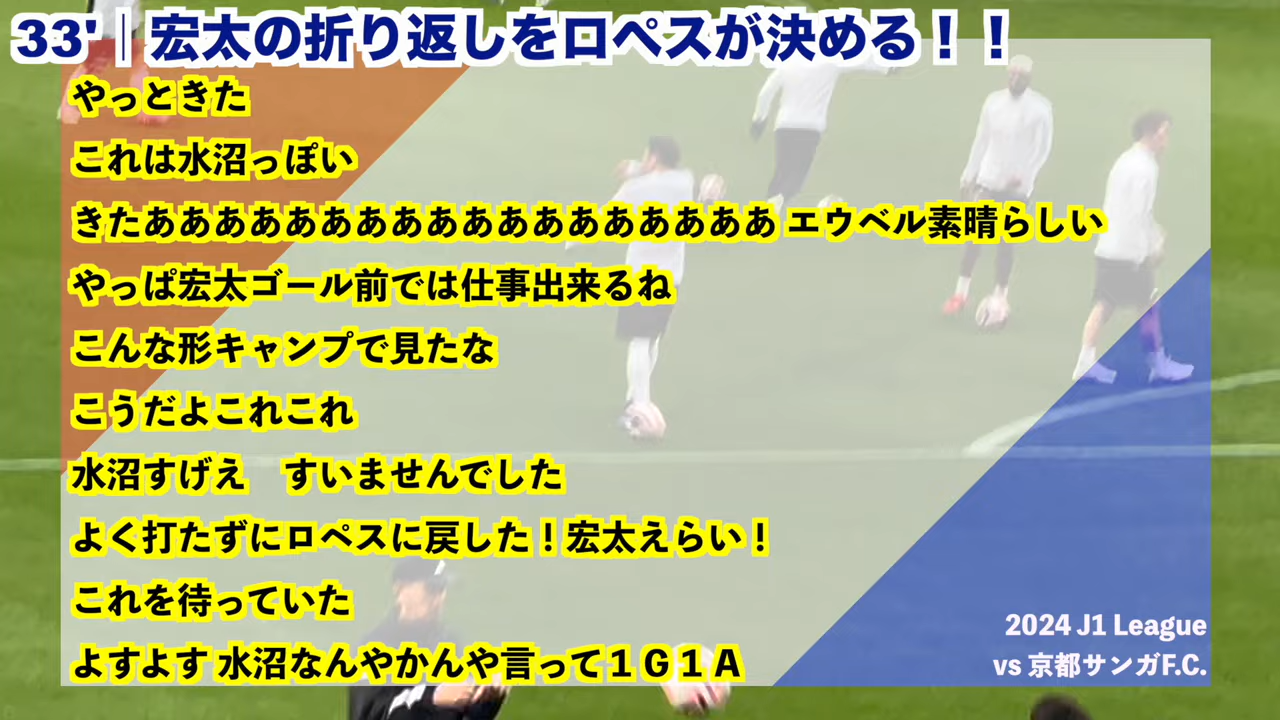 33'｜宏太の折り返しをロペスが決める！！
やっときた
これは水沼っぽい
きたああああああああああああああああああ エウベル素晴らしい
やっぱ宏太ゴール前では仕事出来るね
こんな形キャンプで見たな
こうだよこれこれ
水沼すげえ　すいませんでした
よく打たずにロペスに戻した！宏太えらい！
これを待っていた
よすよす 水沼なんやかんや言って１Ｇ１Ａ
2024 J1 League
vs 京都サンガF.C.